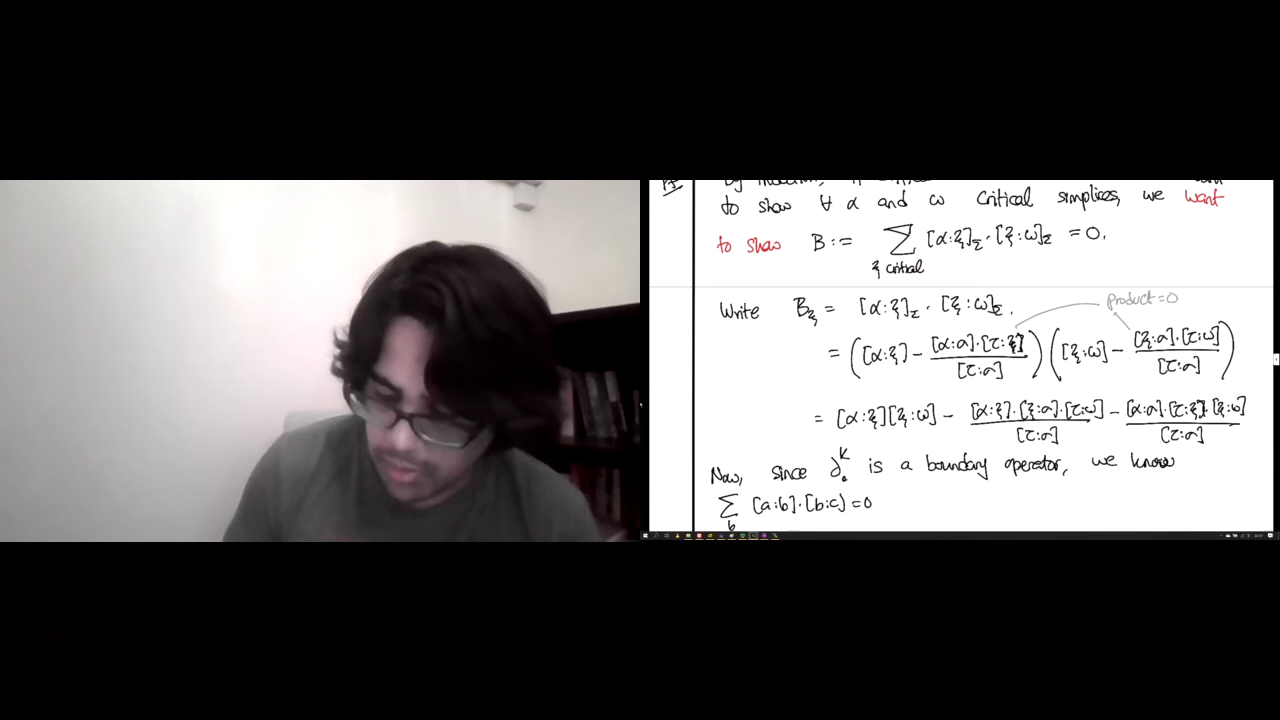 Pf
to show ∀ α and ω critical simplices, we want
to show B := ∑ [α:ξ]_Σ · [ξ:ω]_Σ = 0.
ξ critical
product = 0
Write B_ξ = [α:ξ]_Σ · [ξ:ω]_Σ.
= ([α:ξ] - [α:σ]·[τ:ξ] / [τ:σ]) ([ξ:ω] - [ξ:σ]·[τ:ω] / [τ:σ])
= [α:ξ][ξ:ω] - [α:ξ]·[ξ:σ]·[τ:ω] / [τ:σ] - [α:σ]·[τ:ξ]·[ξ:ω] / [τ:σ]
Now, since ∂•^K is a boundary operator, we know
∑_b [a:b]·[b:c] = 0